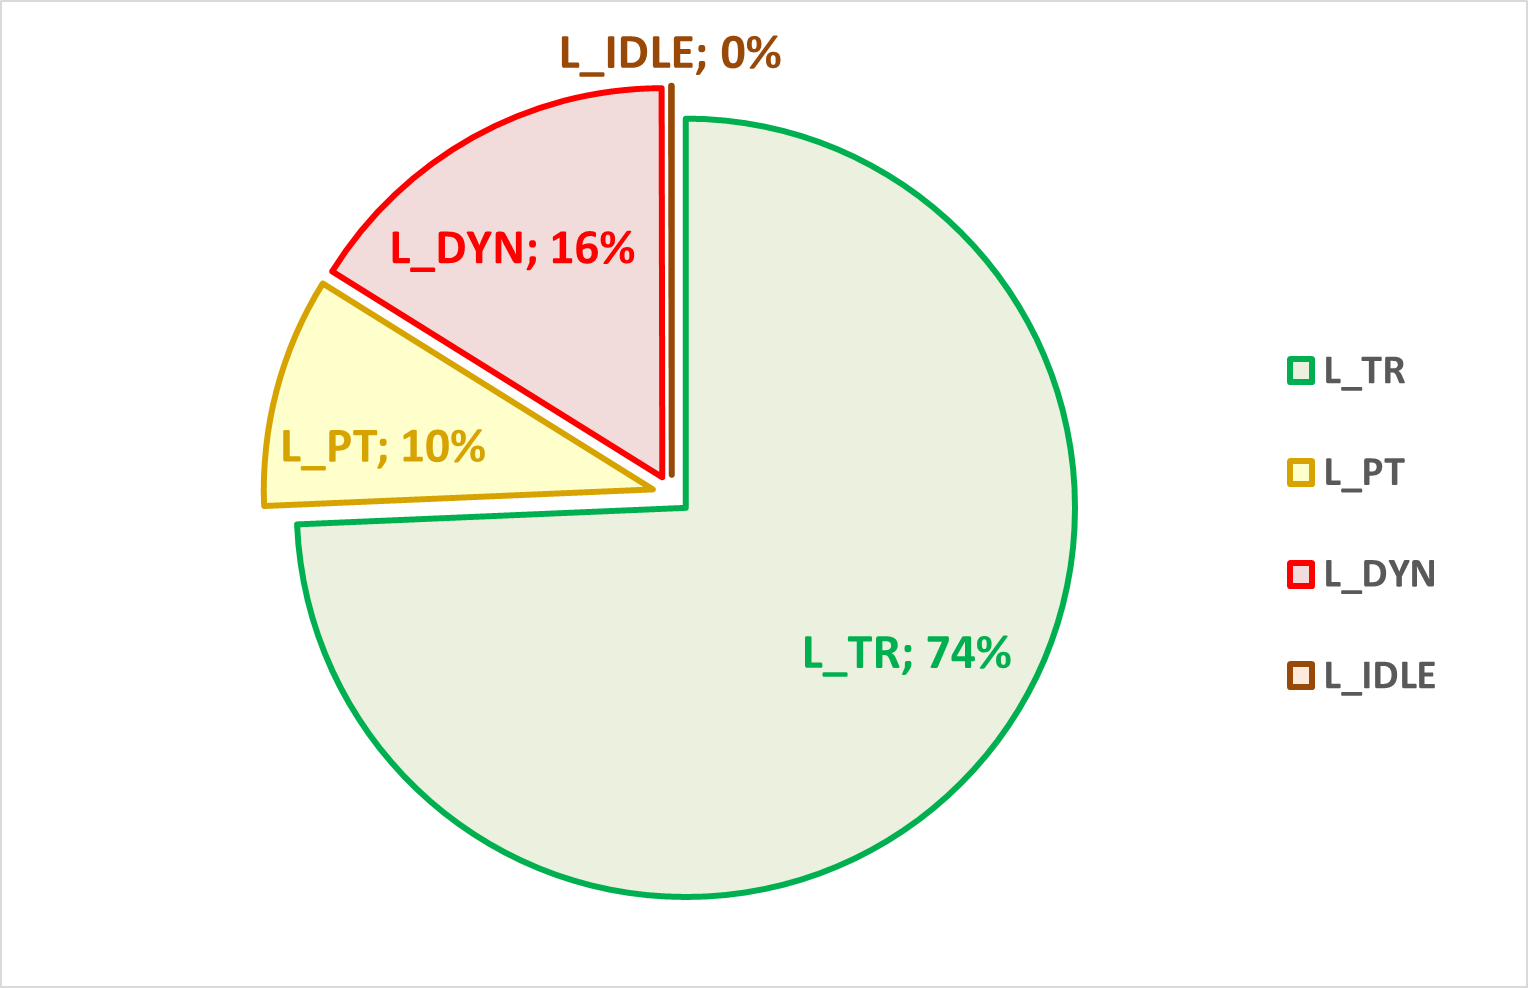 L_IDLE; 0%
L_DYN; 16%
L_PT; 10%
L_TR; 74%
L_TR
L_PT
L_DYN
L_IDLE